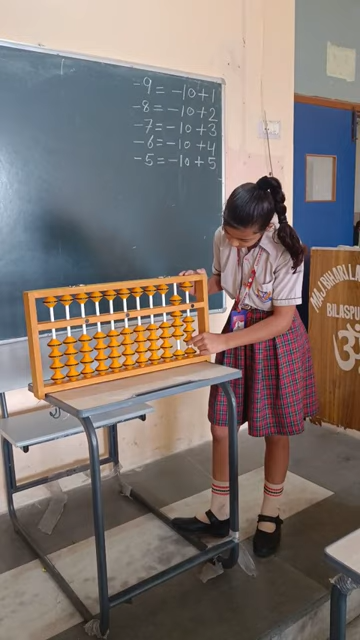 -9 = -10+1
-8 = -10+2
-7 = -10+3
-6 = -10+4
-5 = -10+5
BILASPU
ॐ